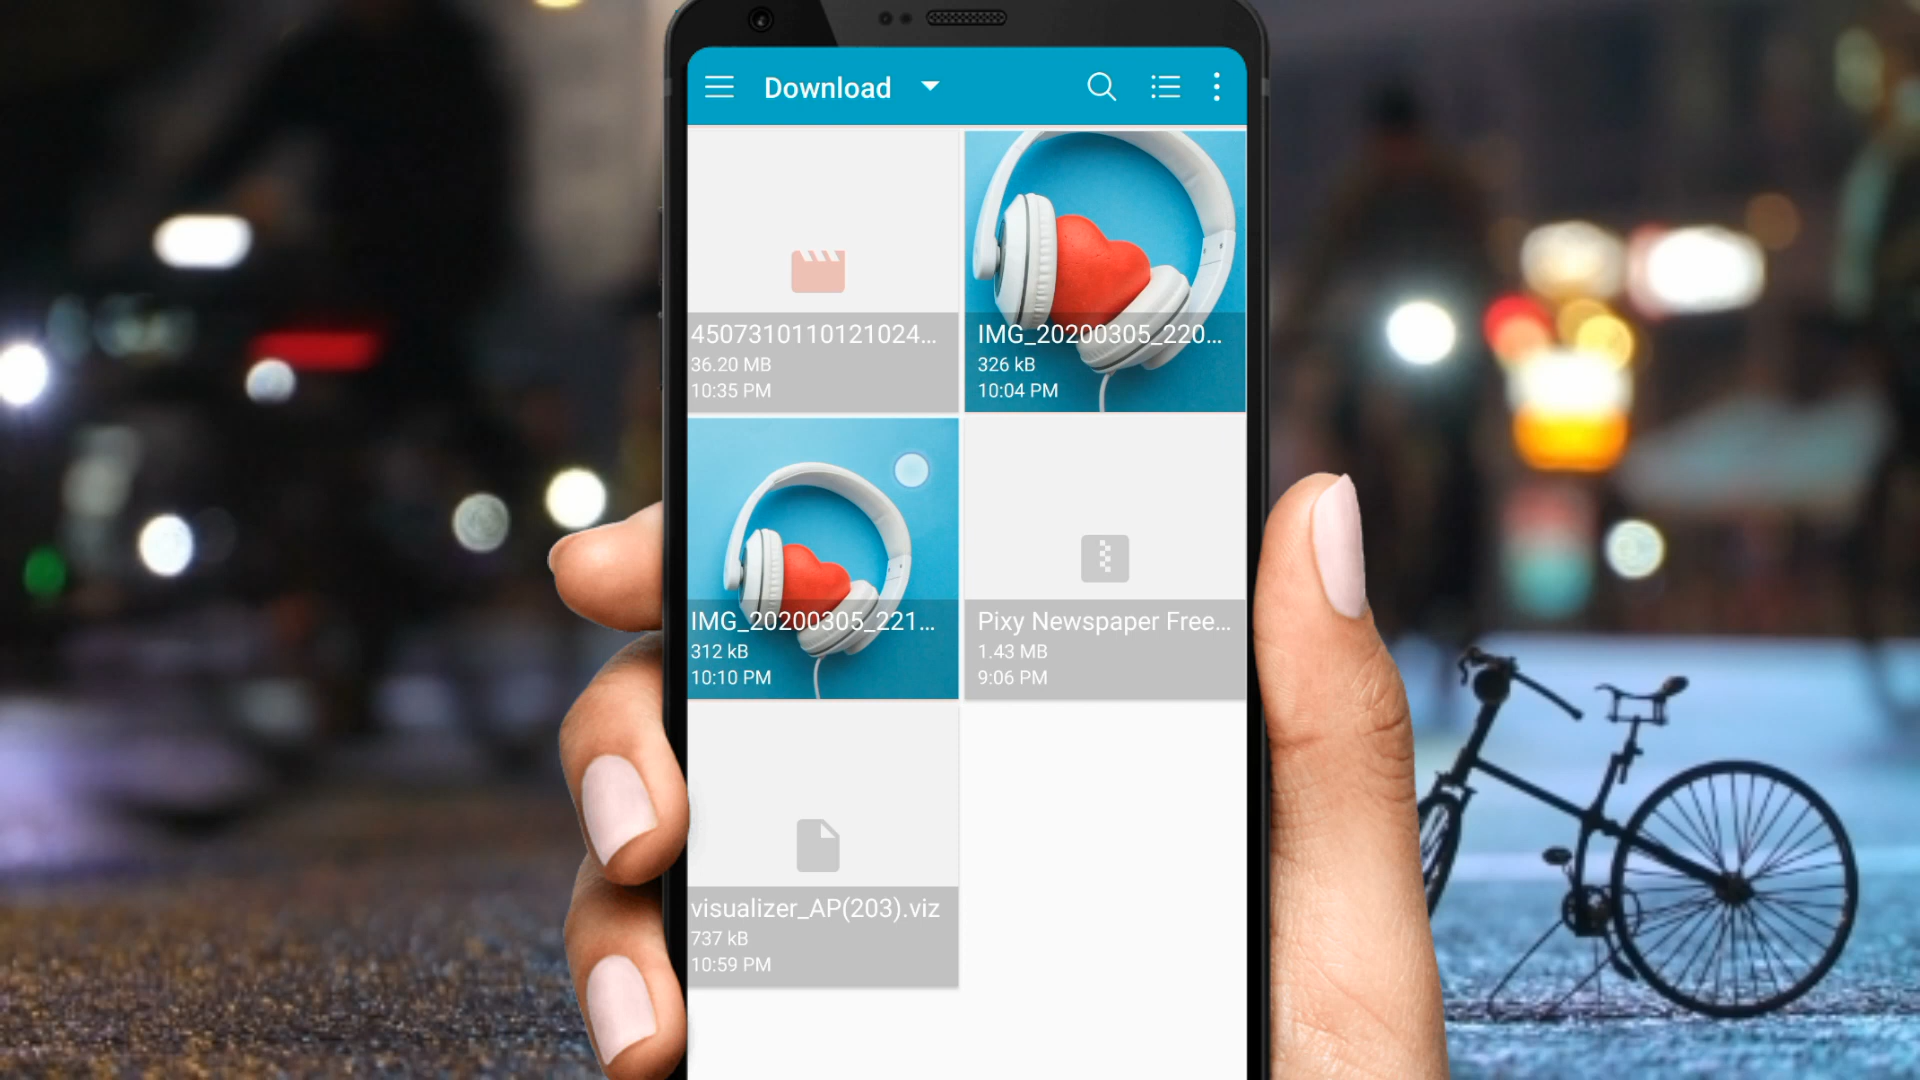 Download
4507310110121024...
36.20 MB
10:35 PM
IMG_20200305_220...
326 kB
10:04 PM
IMG_20200305_221...
312 kB
10:10 PM
Pixy Newspaper Free...
1.43 MB
9:06 PM
visualizer_AP(203).viz
737 kB
10:59 PM